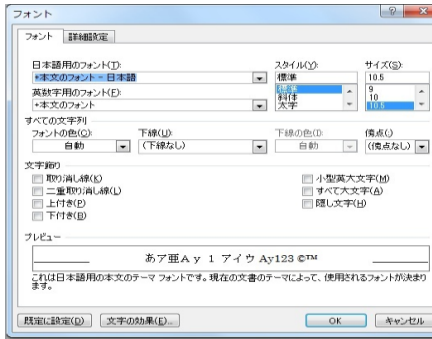 フォント
フォント 詳細設定
日本語用のフォント(T): スタイル(Y): サイズ(S):
+本文のフォント - 日本語 標準 10.5
英数字用のフォント(F): 標準 9
+本文のフォント 斜体 10
太字 10.5
すべての文字列
フォントの色(C): 下線(U): 下線の色(I): 傍点(:)
自動 (下線なし) 自動 (傍点なし)
文字飾り
取り消し線(K) 小型英大文字(M)
二重取り消し線(L) すべて大文字(A)
上付き(P) 隠し文字(H)
下付き(B)
プレビュー
あア亜Ay 1 アイウ Ay123 ©™
これは日本語用の本文のテーマ フォントです。現在の文書のテーマによって、使用されるフォントが決まります。
既定に設定(D) 文字の効果(E)... OK キャンセル